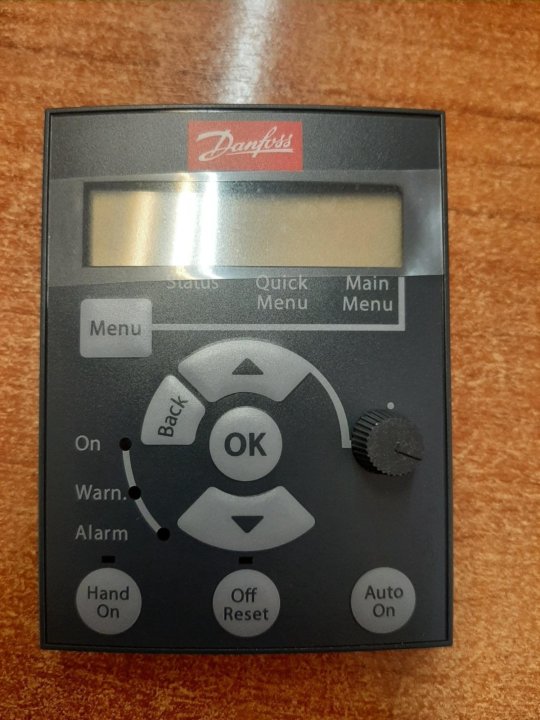 Danfoss
Status Quick Menu Main Menu
Menu
Back
OK
On
Warn.
Alarm
Hand On
Off Reset
Auto On